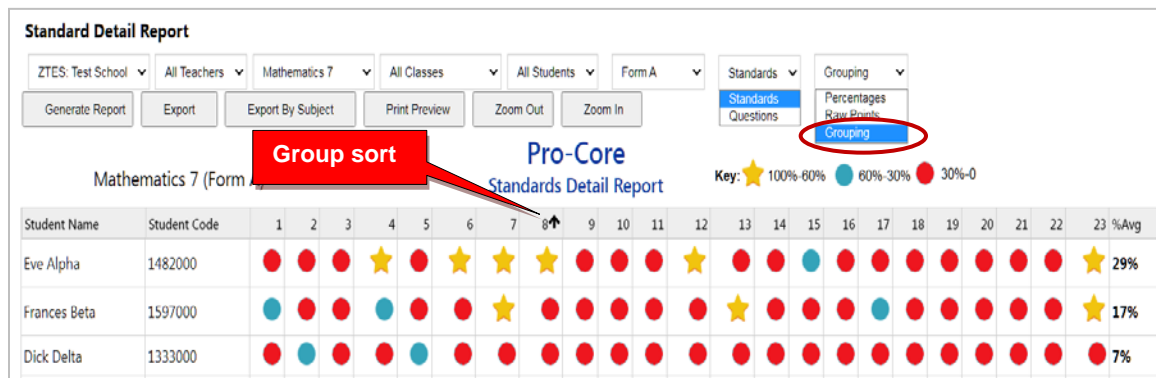 Standard Detail Report
ZTES: Test School All Teachers Mathematics 7 All Classes All Students Form A Standards Grouping
Generate Report Export Export By Subject Print Preview Zoom Out Zoom In
Standards
Questions
Percentages
Raw Points
Grouping
Group sort
Pro-Core
Mathematics 7 (Form A)
Standards Detail Report
Key: 100%-60% 60%-30% 30%-0
Student Name Student Code 1 2 3 4 5 6 7 8 9 10 11 12 13 14 15 16 17 18 19 20 21 22 23 %Avg
Eve Alpha 1482000 29%
Frances Beta 1597000 17%
Dick Delta 1333000 7%